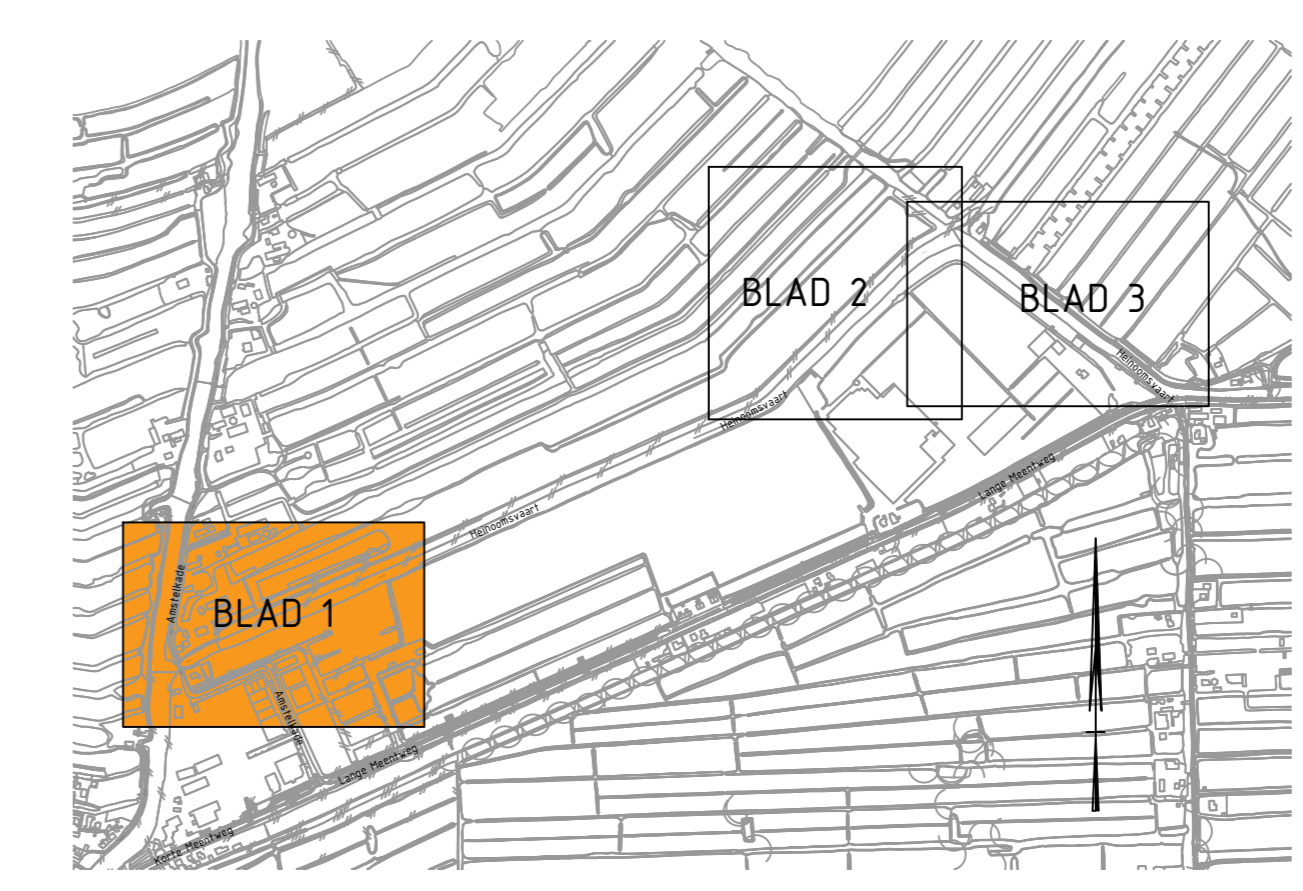 BLAD 2
BLAD 3
Heinoomsvaart
Heinoomsvaart
Lange Meentweg
Heinoomsvaart
Amstelkade
BLAD 1
Amstelkade
Lange Meentweg
Korte Meentweg